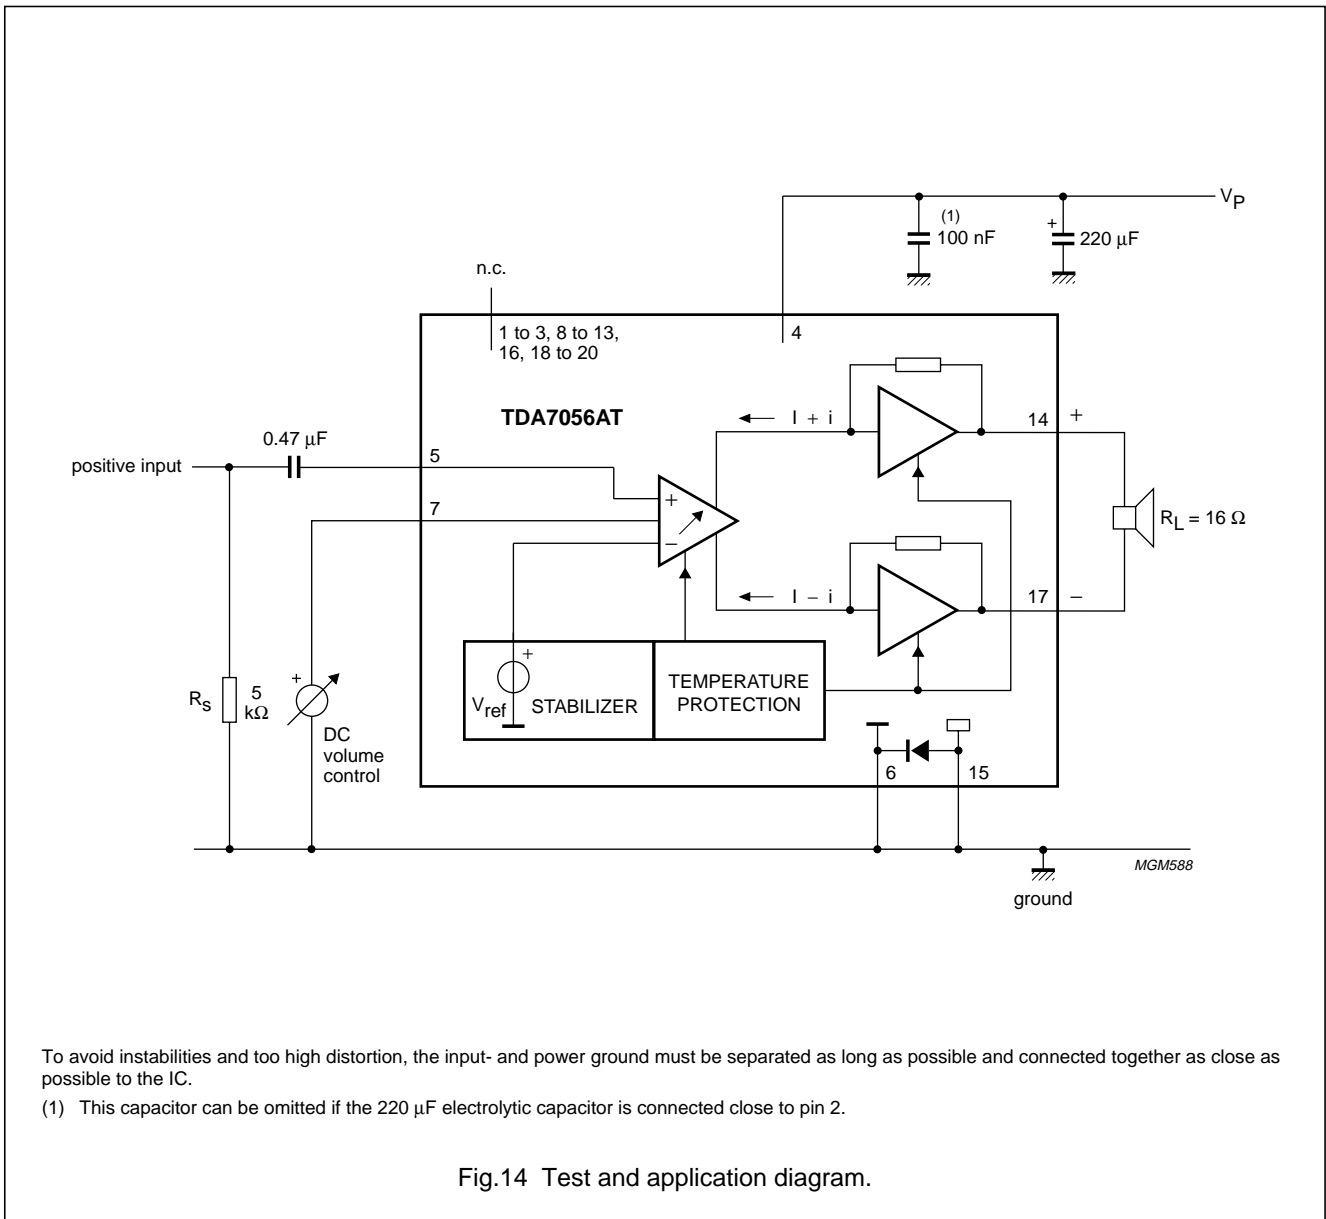 V_P
(1)
+
100 nF
220 μF
n.c.
1 to 3, 8 to 13,
16, 18 to 20
4
TDA7056AT
I + i
14
+
0.47 μF
positive input
5
+
7
R_L = 16 Ω
−
I − i
17
−
+
TEMPERATURE
PROTECTION
V_ref
STABILIZER
R_s
5
kΩ
+
DC
volume
control
6
15
MGM588
ground
To avoid instabilities and too high distortion, the input- and power ground must be separated as long as possible and connected together as close as
possible to the IC.
(1) This capacitor can be omitted if the 220 μF electrolytic capacitor is connected close to pin 2.
Fig.14 Test and application diagram.